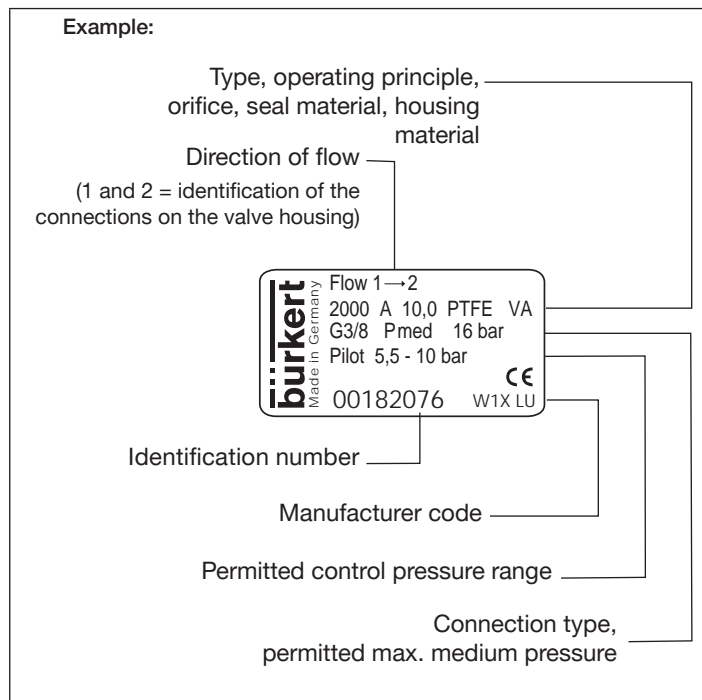 Example:
Type, operating principle,
orifice, seal material, housing
material
Direction of flow
(1 and 2 = identification of the
connections on the valve housing)
bürkert
Made in Germany
Flow 1→2
2000 A 10,0 PTFE VA
G3/8 Pmed 16 bar
Pilot 5,5 - 10 bar
CE
00182076 W1X LU
Identification number
Manufacturer code
Permitted control pressure range
Connection type,
permitted max. medium pressure